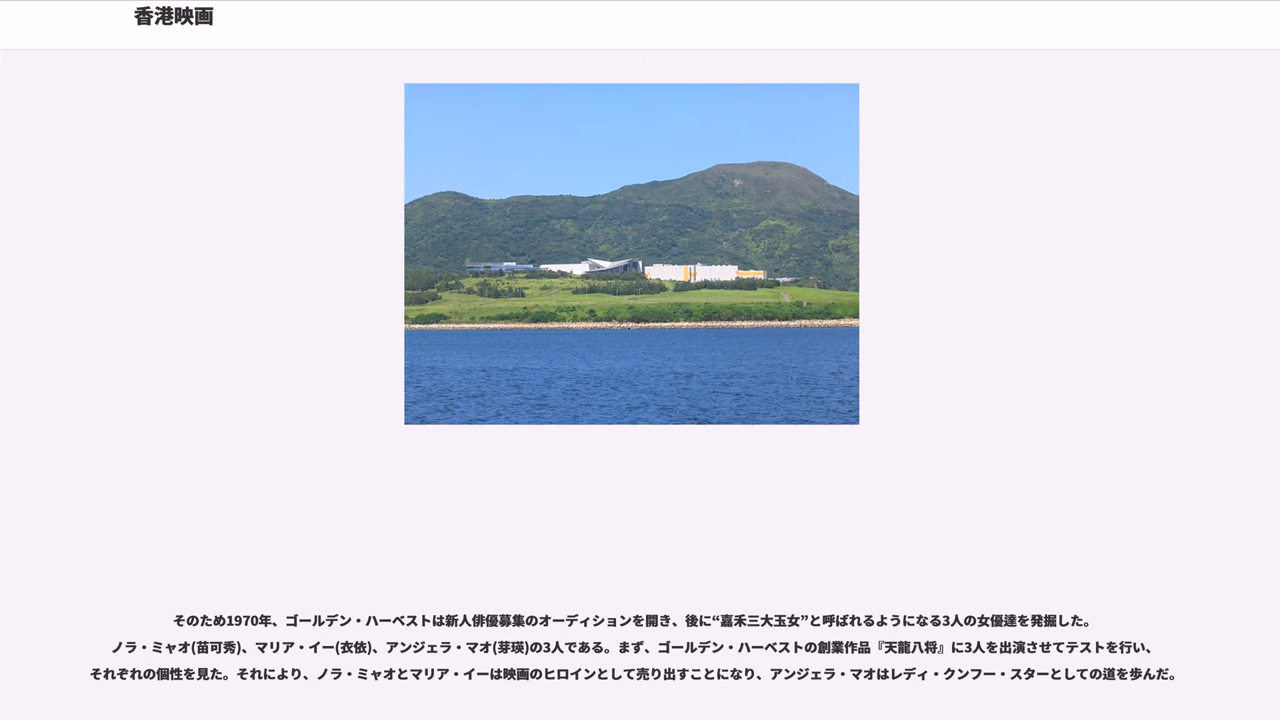 香港映画
そのため1970年、ゴールデン・ハーベストは新人俳優募集のオーディションを開き、後に“嘉禾三大玉女”と呼ばれるようになる3人の女優達を発掘した。
ノラ・ミャオ(苗可秀)、マリア・イー(衣依)、アンジェラ・マオ(芽瑛)の3人である。まず、ゴールデン・ハーベストの創業作品『天龍八将』に3人を出演させてテストを行い、
それぞれの個性を見た。それにより、ノラ・ミャオとマリア・イーは映画のヒロインとして売り出すことになり、アンジェラ・マオはレディ・クンフー・スターとしての道を歩んだ。